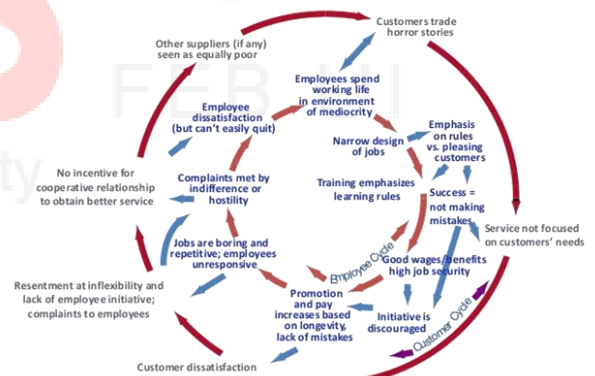 Customers trade
horror stories
Other suppliers (if any)
seen as equally poor
FEB HI
Employees spend
working life
in environment
of mediocrity
Employee
dissatisfaction
(but can't easily quit)
Narrow design
of jobs
Emphasis
on rules
vs. pleasing
customers
No incentive for
cooperative relationship
to obtain better service
Complaints met by
indifference or
hostility
Training emphasizes
learning rules
Success =
not making
mistakes
Service not focused
on customers' needs
Jobs are boring and
repetitive; employees
unresponsive
Employee Cycle
Good wages/benefits
high job security
Resentment at inflexibility and
lack of employee initiative;
complaints to employees
Promotion
and pay
increases based
on longevity,
lack of mistakes
Initiative is
discouraged
Customer Cycle
Customer dissatisfaction